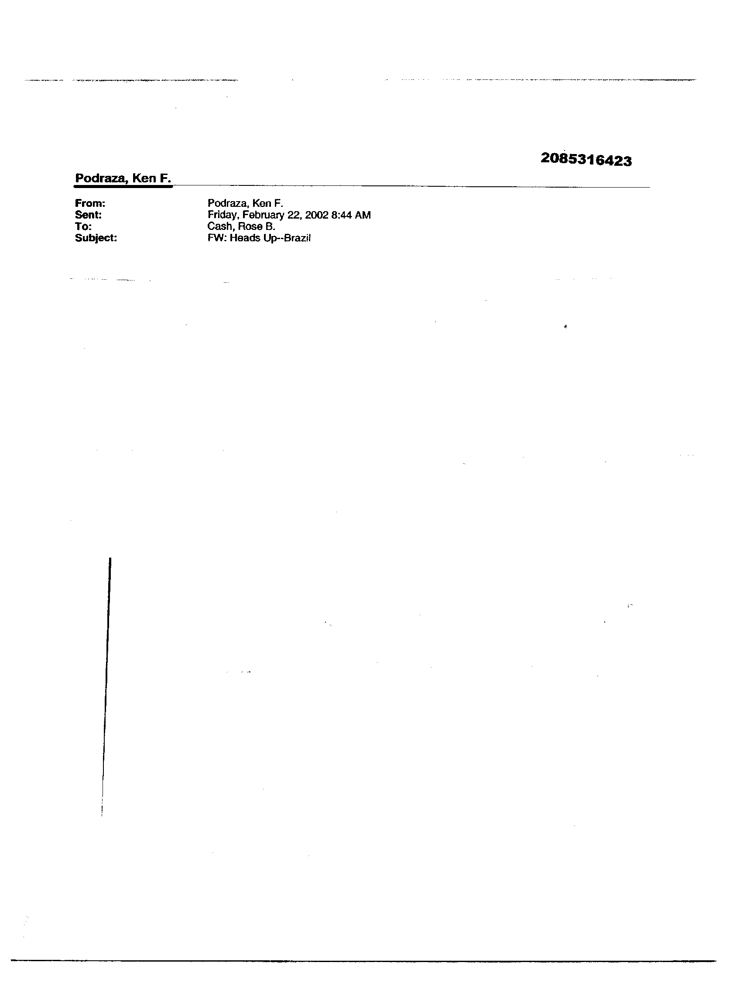 2085316423
Podraza, Ken F.
From: Podraza, Ken F.
Sent: Friday, February 22, 2002 8:44 AM
To: Cash, Rose B.
Subject: FW: Heads Up--Brazil